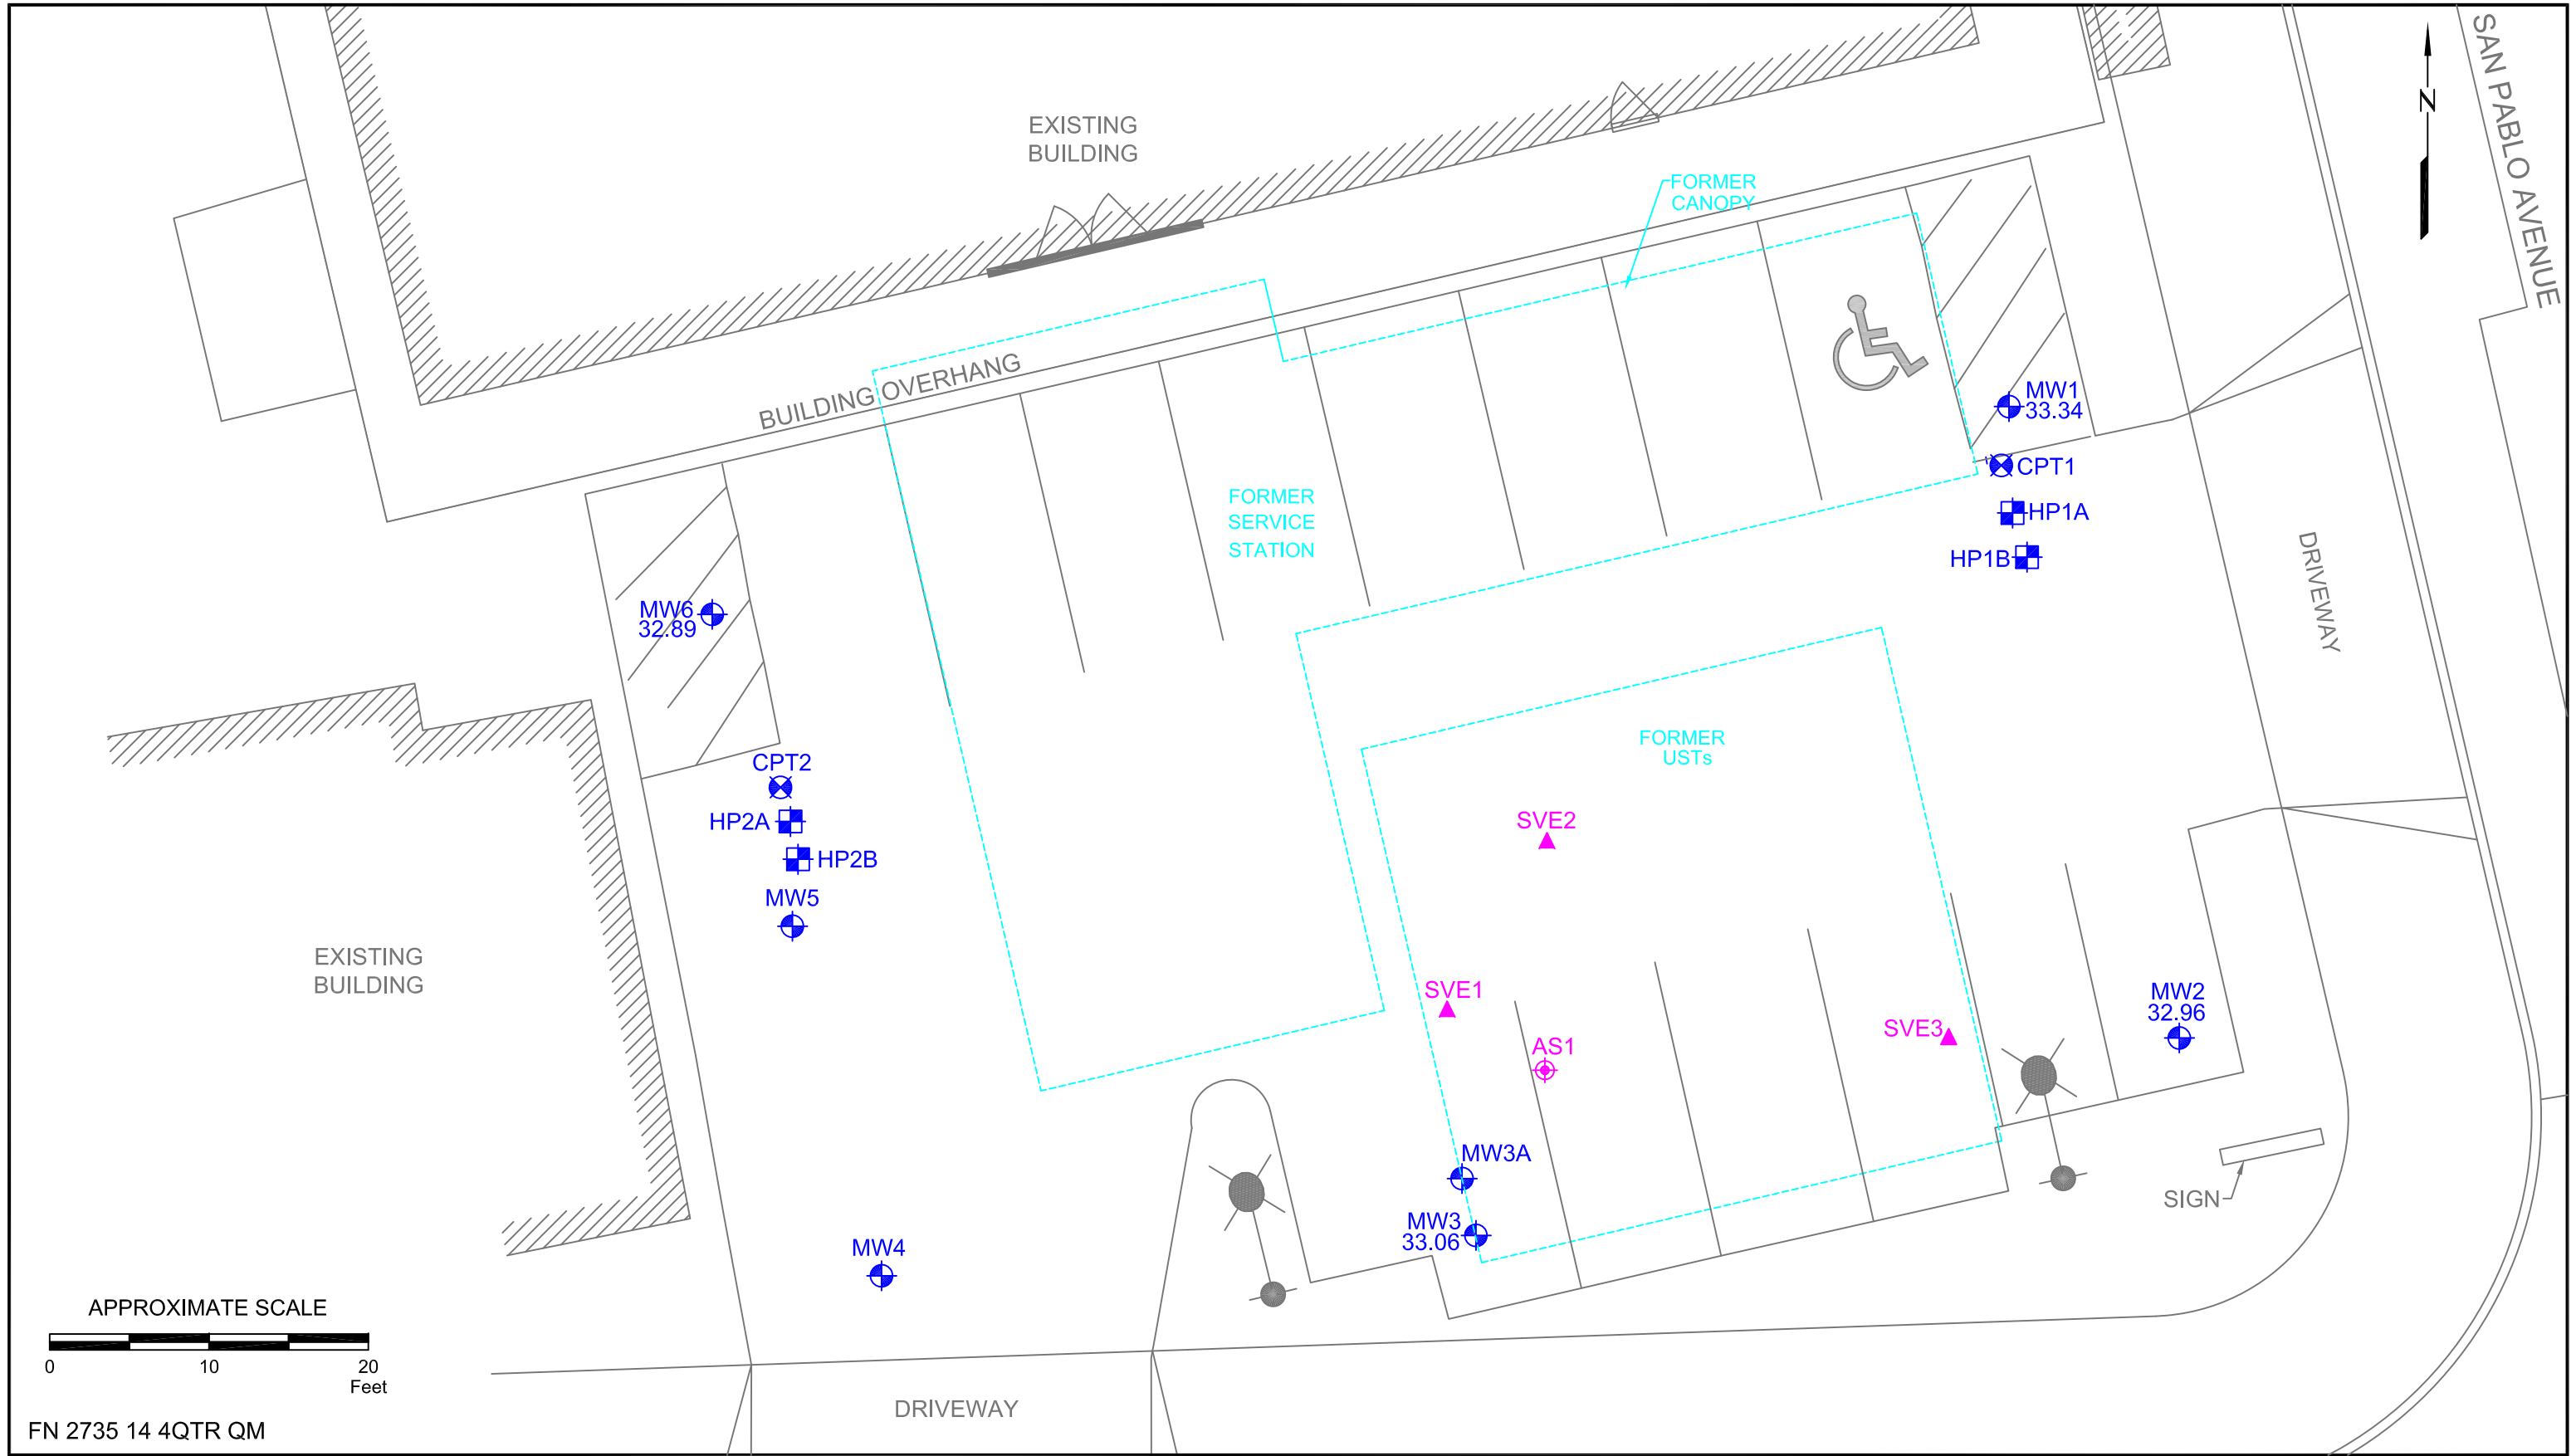 SAN PABLO AVENUE
N
EXISTING
BUILDING
FORMER
CANOPY
BUILDING OVERHANG
MW1
33.34
CPT1
HP1A
HP1B
FORMER
SERVICE
STATION
DRIVEWAY
MW6
32.89
FORMER
USTs
CPT2
HP2A
HP2B
MW5
SVE2
EXISTING
BUILDING
SVE1
SVE3
AS1
MW2
32.96
MW3A
MW3
33.06
SIGN
MW4
APPROXIMATE SCALE
0 10 20
Feet
DRIVEWAY
FN 2735 14 4QTR QM